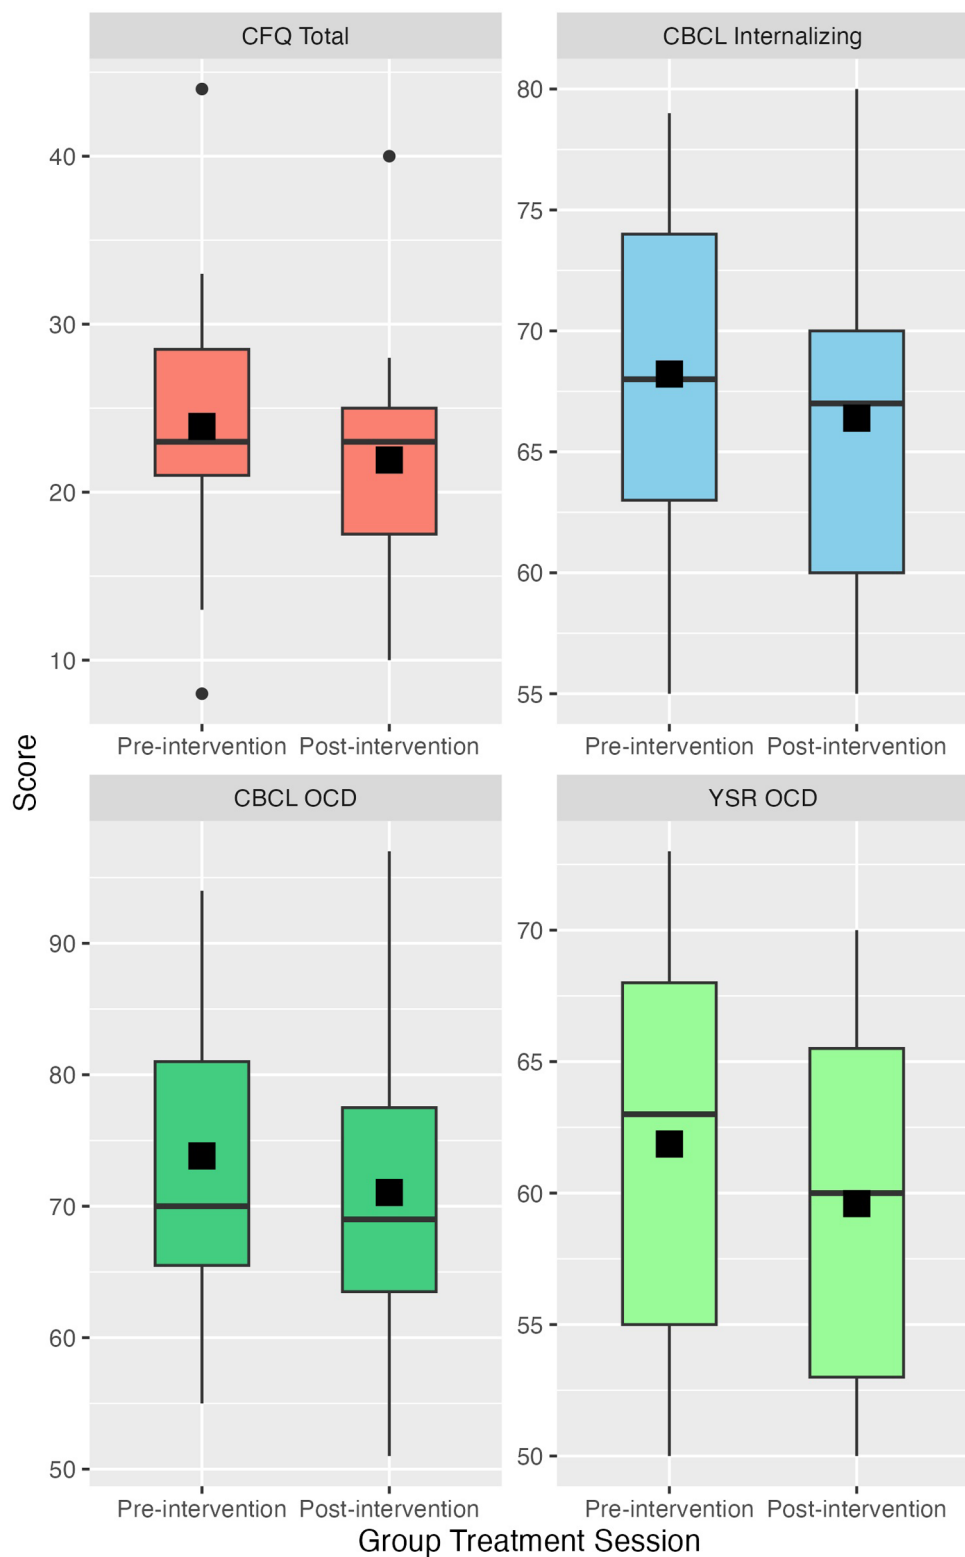 CFQ Total
CBCL Internalizing
40
30
20
10
80
75
70
65
60
55
Pre-intervention Post-intervention
Pre-intervention Post-intervention
Score
CBCL OCD
YSR OCD
90
80
70
60
50
70
65
60
55
50
Pre-intervention Post-intervention
Pre-intervention Post-intervention
Group Treatment Session